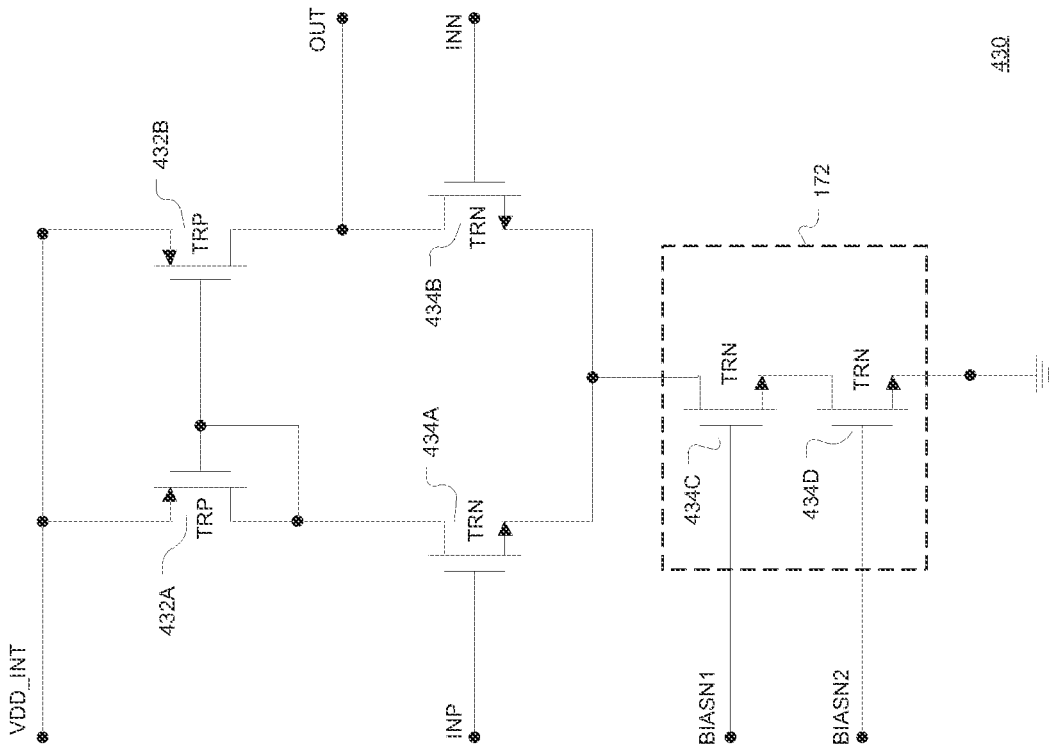 VDD_INT
432A
TRP
432B
TRP
OUT
INP
434A
TRN
434B
TRN
INN
172
BIASN1
434C
TRN
BIASN2
434D
TRN
430